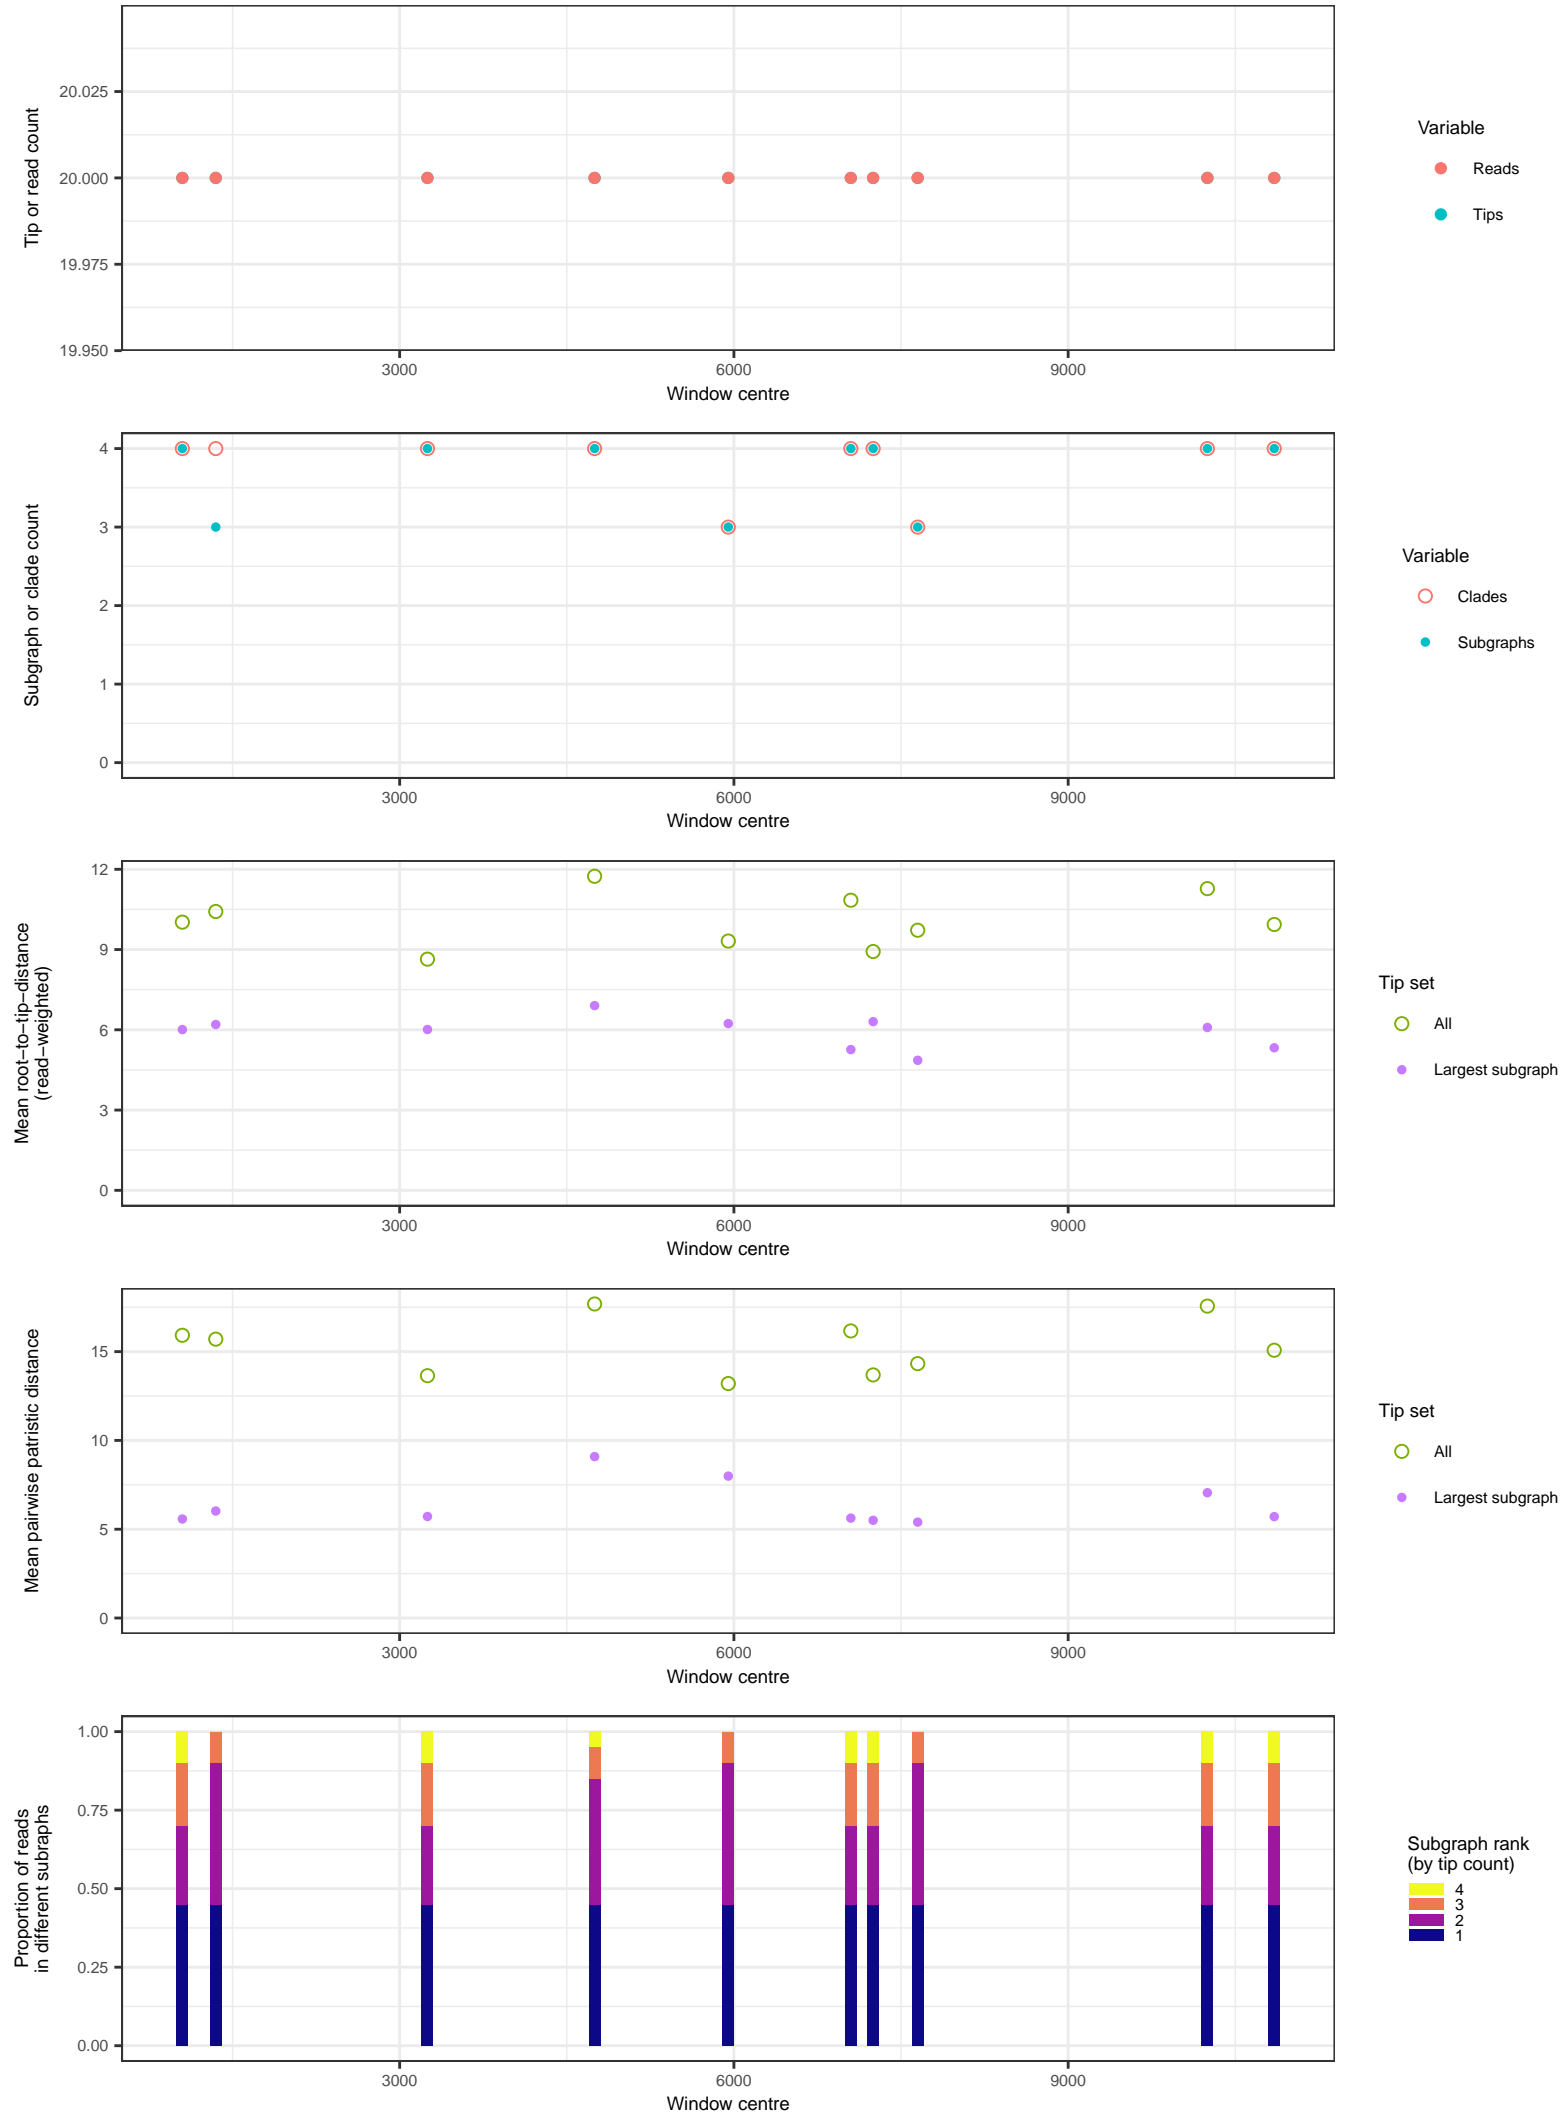 Tip or read count
20.025
20.000
19.975
19.950
3000 6000 9000
Window centre
Variable
Reads
Tips
Subgraph or clade count
4
3
2
1
0
3000 6000 9000
Window centre
Variable
Clades
Subgraphs
Mean root−to−tip−distance
(read−weighted)
12
9
6
3
0
3000 6000 9000
Window centre
Tip set
All
Largest subgraph
Mean pairwise patristic distance
15
10
5
0
3000 6000 9000
Window centre
Tip set
All
Largest subgraph
Proportion of reads
in different subraphs
1.00
0.75
0.50
0.25
0.00
3000 6000 9000
Window centre
Subgraph rank
(by tip count)
4
3
2
1